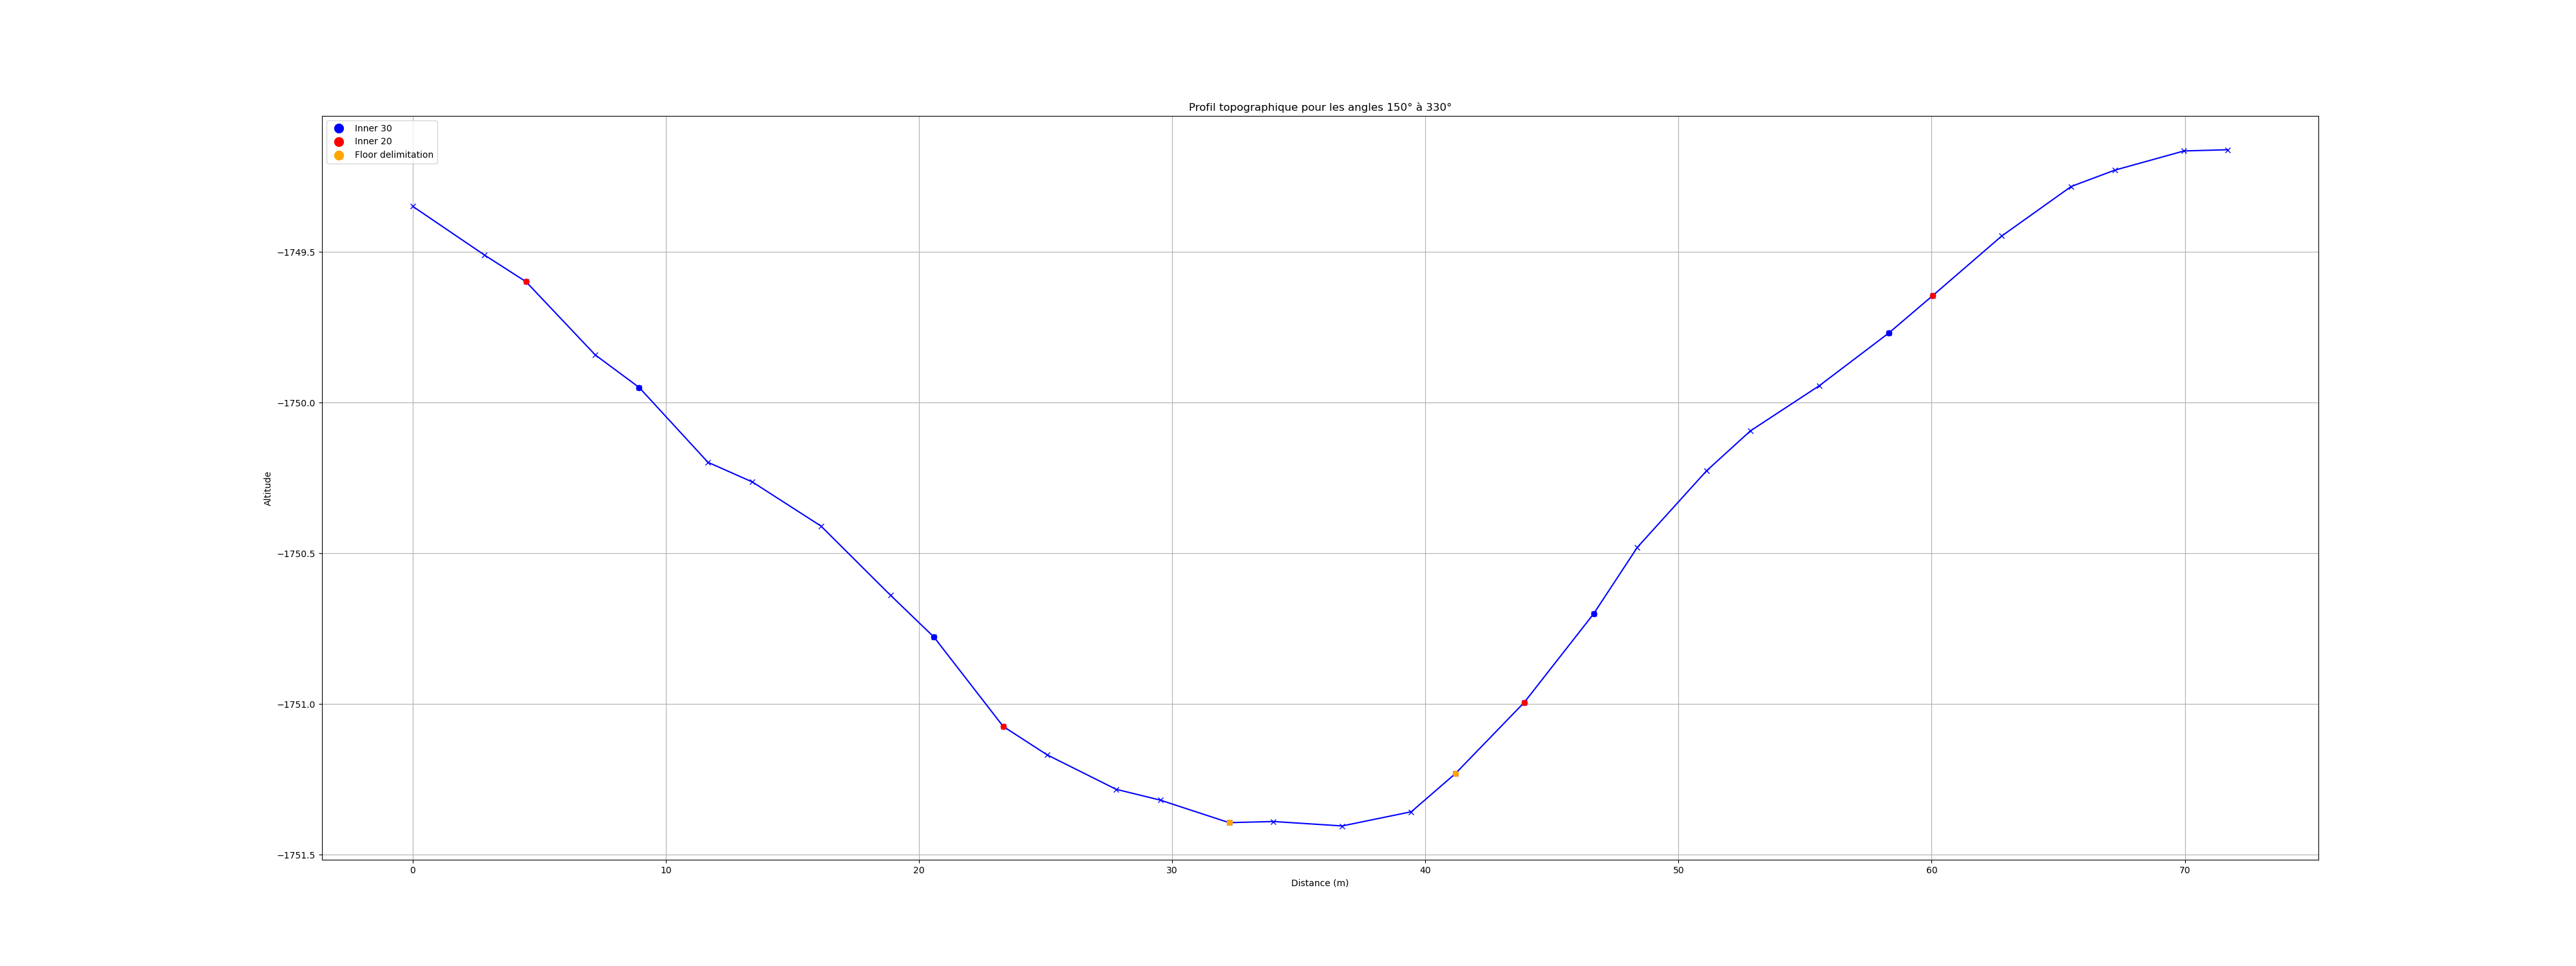 Profil topographique pour les angles 150° à 330°
Inner 30
Inner 20
Floor delimitation
Altitude
−1749.5
−1750.0
−1750.5
−1751.0
−1751.5
0 10 20 30 40 50 60 70
Distance (m)